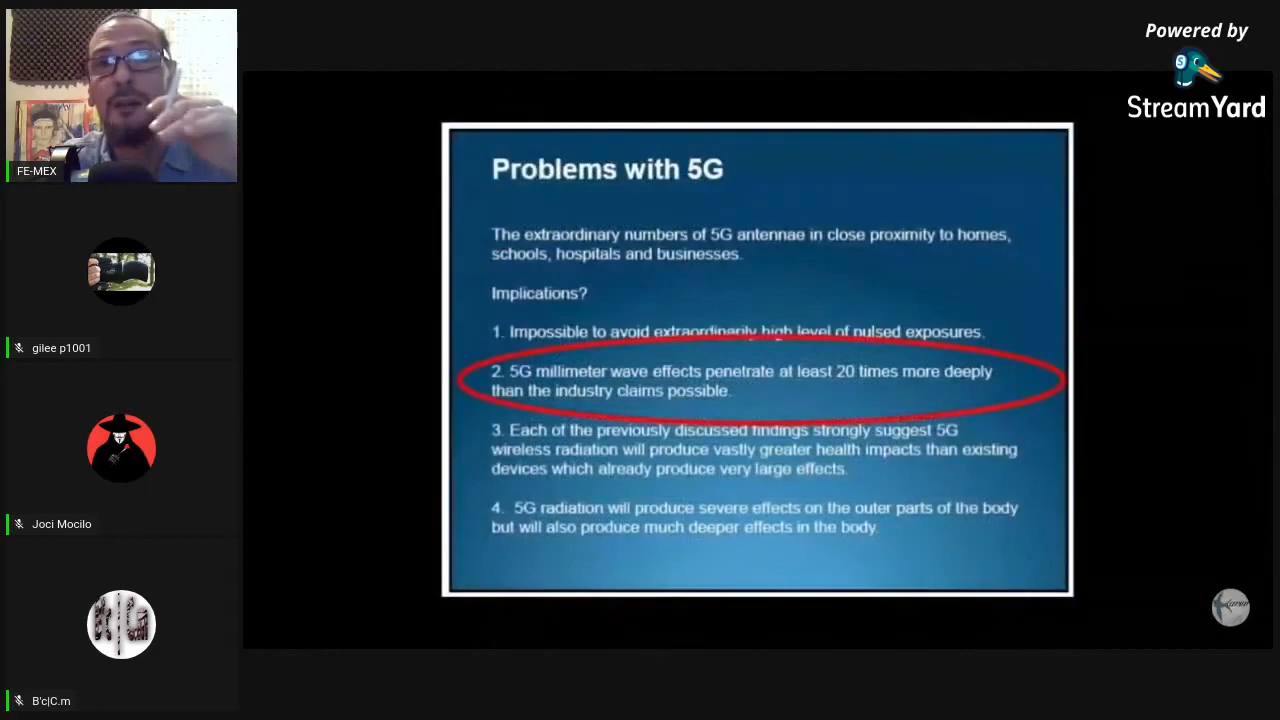 Powered by
StreamYard
FE-MEX
gilee p1001
Joci Mocilo
B'c|C.m
Problems with 5G
The extraordinary numbers of 5G antennae in close proximity to homes,
schools, hospitals and businesses.
Implications?
1. Impossible to avoid extraordinarily high level of pulsed exposures.
2. 5G millimeter wave effects penetrate at least 20 times more deeply
than the industry claims possible.
3. Each of the previously discussed findings strongly suggest 5G
wireless radiation will produce vastly greater health impacts than existing
devices which already produce very large effects.
4. 5G radiation will produce severe effects on the outer parts of the body
but will also produce much deeper effects in the body.